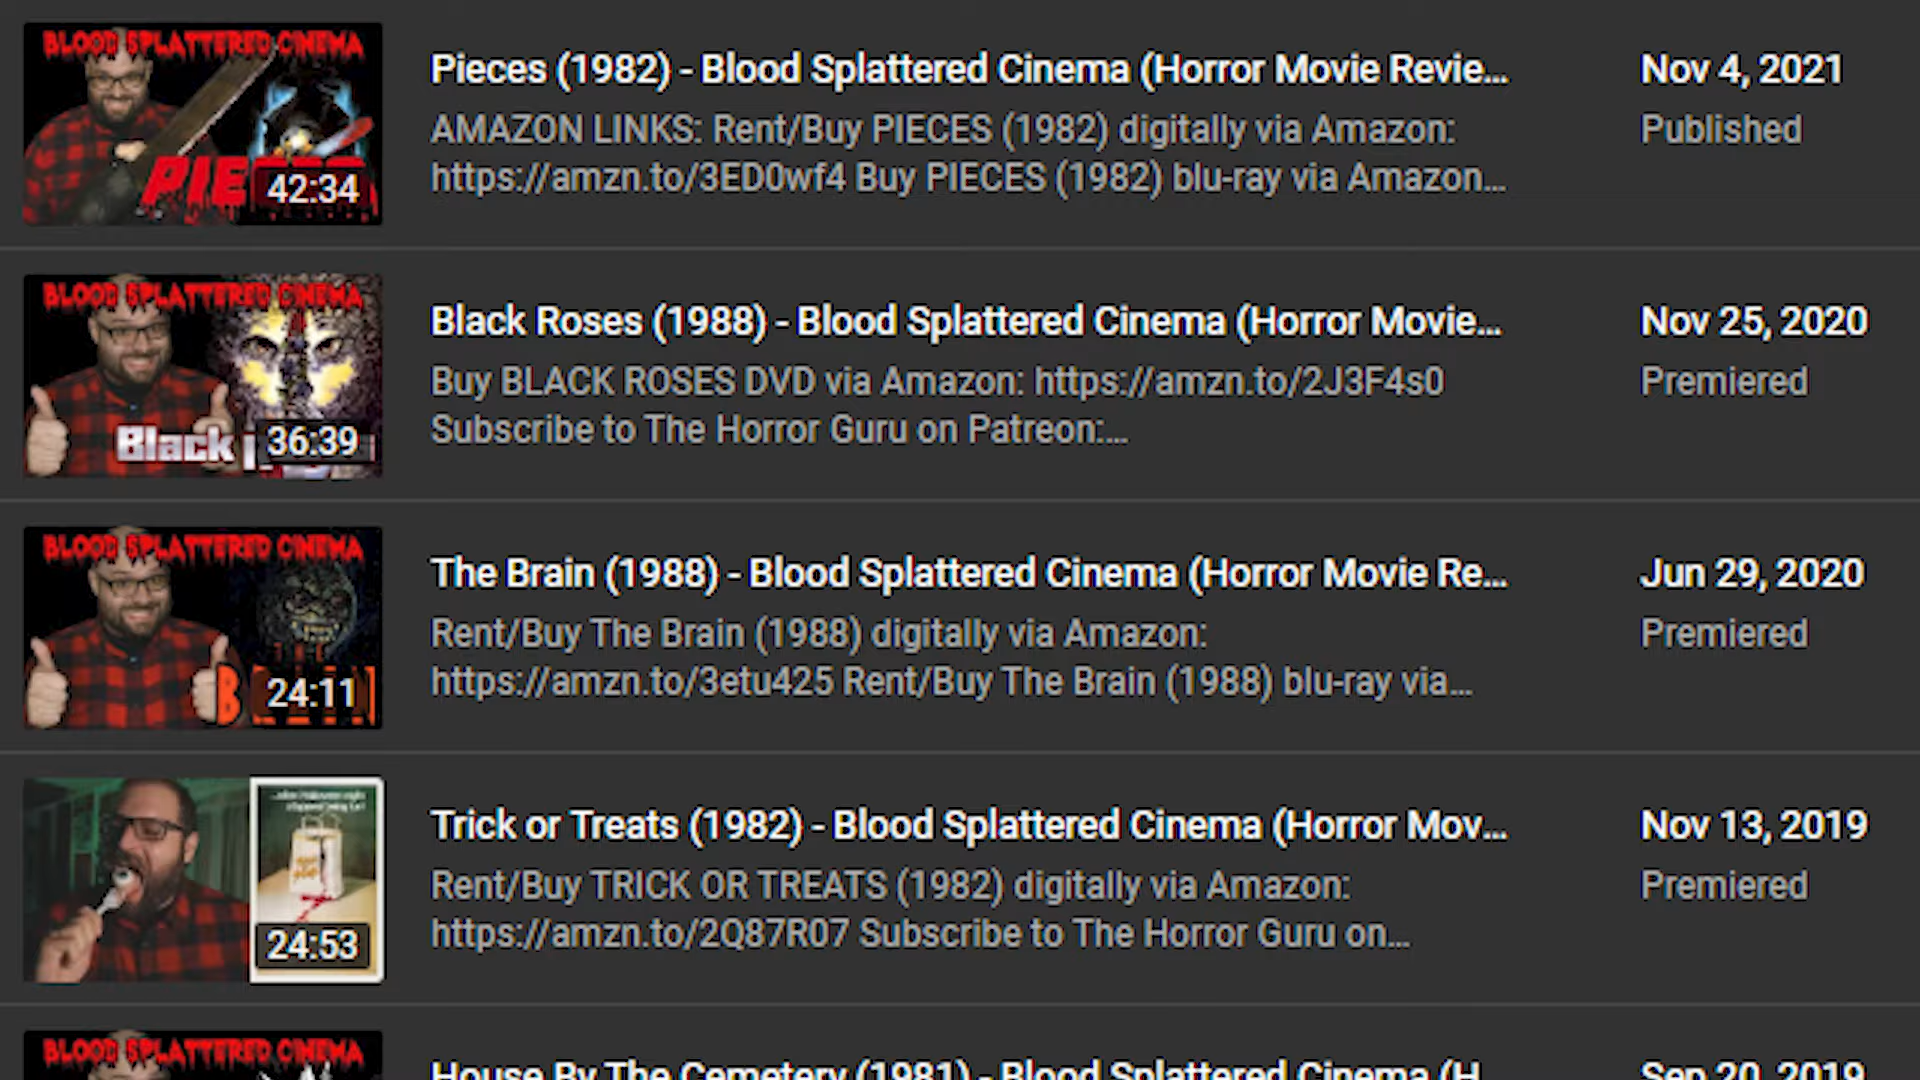 BLOOD SPLATTERED CINEMA
PIE
42:34
Pieces (1982) - Blood Splattered Cinema (Horror Movie Revie...
AMAZON LINKS: Rent/Buy PIECES (1982) digitally via Amazon:
https://amzn.to/3ED0wf4 Buy PIECES (1982) blu-ray via Amazon...
Nov 4, 2021
Published
BLOOD SPLATTERED CINEMA
Black
36:39
Black Roses (1988) - Blood Splattered Cinema (Horror Movie...
Buy BLACK ROSES DVD via Amazon: https://amzn.to/2J3F4s0
Subscribe to The Horror Guru on Patreon:...
Nov 25, 2020
Premiered
BLOOD SPLATTERED CINEMA
B
24:11
The Brain (1988) - Blood Splattered Cinema (Horror Movie Re...
Rent/Buy The Brain (1988) digitally via Amazon:
https://amzn.to/3etu425 Rent/Buy The Brain (1988) blu-ray via...
Jun 29, 2020
Premiered
24:53
Trick or Treats (1982) - Blood Splattered Cinema (Horror Mov...
Rent/Buy TRICK OR TREATS (1982) digitally via Amazon:
https://amzn.to/2Q87R07 Subscribe to The Horror Guru on...
Nov 13, 2019
Premiered
BLOOD SPLATTERED CINEMA
House By The Cemetery (1981) - Blood Splattered Cinema (H...
Sep 20, 2019